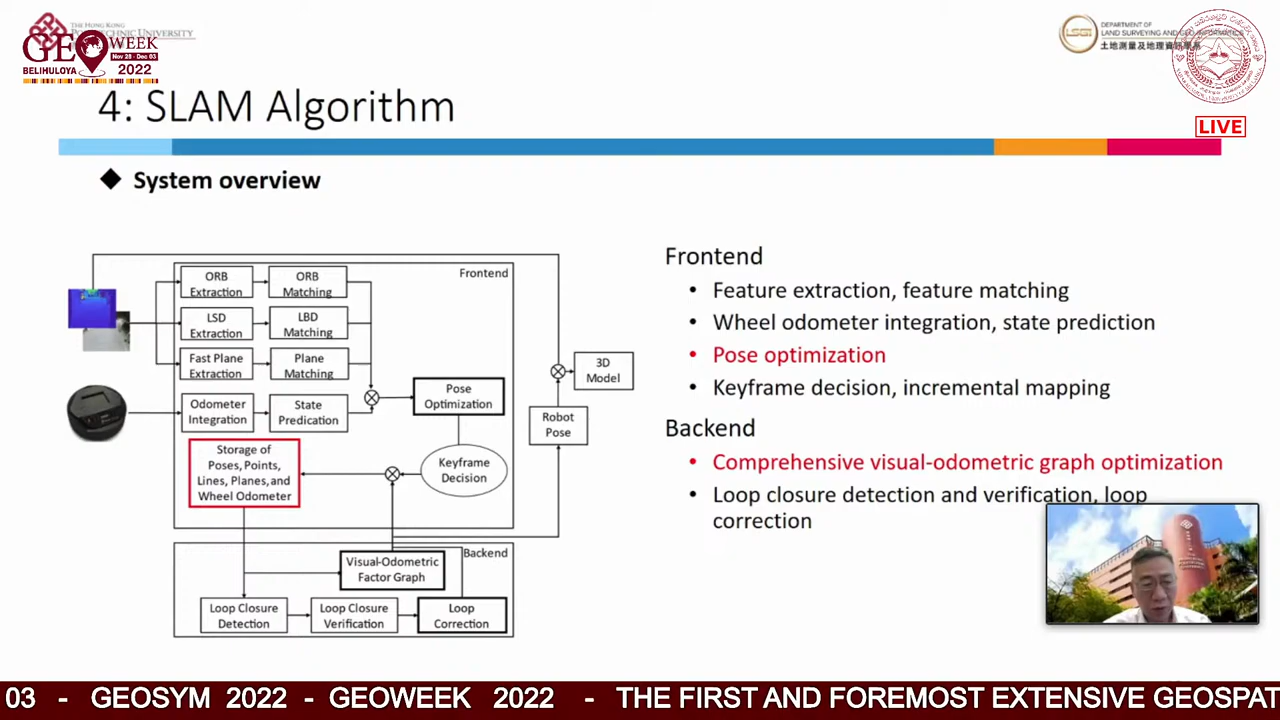 THE HONG KONG
POLYTECHNIC UNIVERSITY
GEOWEEK
Nov 28 - Dec 03
BELIHULOYA 2022
LSGI
DEPARTMENT OF
LAND SURVEYING AND GEO-INFORMATICS
土地測量及地理資訊學系
LIVE
4: SLAM Algorithm
System overview
Frontend
ORB
Extraction
ORB
Matching
LSD
Extraction
LBD
Matching
Fast Plane
Extraction
Plane
Matching
Odometer
Integration
State
Predication
Pose
Optimization
Keyframe
Decision
Storage of
Poses, Points,
Lines, Planes, and
Wheel Odometer
3D
Model
Robot
Pose
Backend
Visual-Odometric
Factor Graph
Loop Closure
Detection
Loop Closure
Verification
Loop
Correction
Frontend
• Feature extraction, feature matching
• Wheel odometer integration, state prediction
• Pose optimization
• Keyframe decision, incremental mapping
Backend
• Comprehensive visual-odometric graph optimization
• Loop closure detection and verification, loop
correction
03 - GEOSYM 2022 - GEOWEEK 2022 - THE FIRST AND FOREMOST EXTENSIVE GEOSPAT